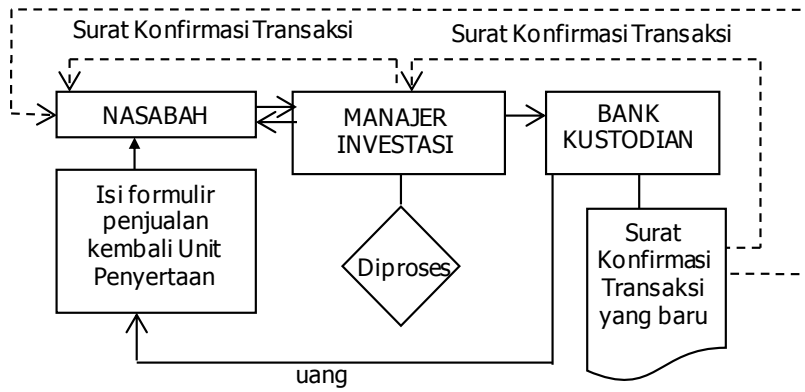 Surat Konfirmasi Transaksi
Surat Konfirmasi Transaksi
NASABAH
MANAJER
INVESTASI
BANK
KUSTODIAN
Isi formulir
penjualan
kembali Unit
Penyertaan
Diproses
Surat
Konfirmasi
Transaksi
yang baru
uang